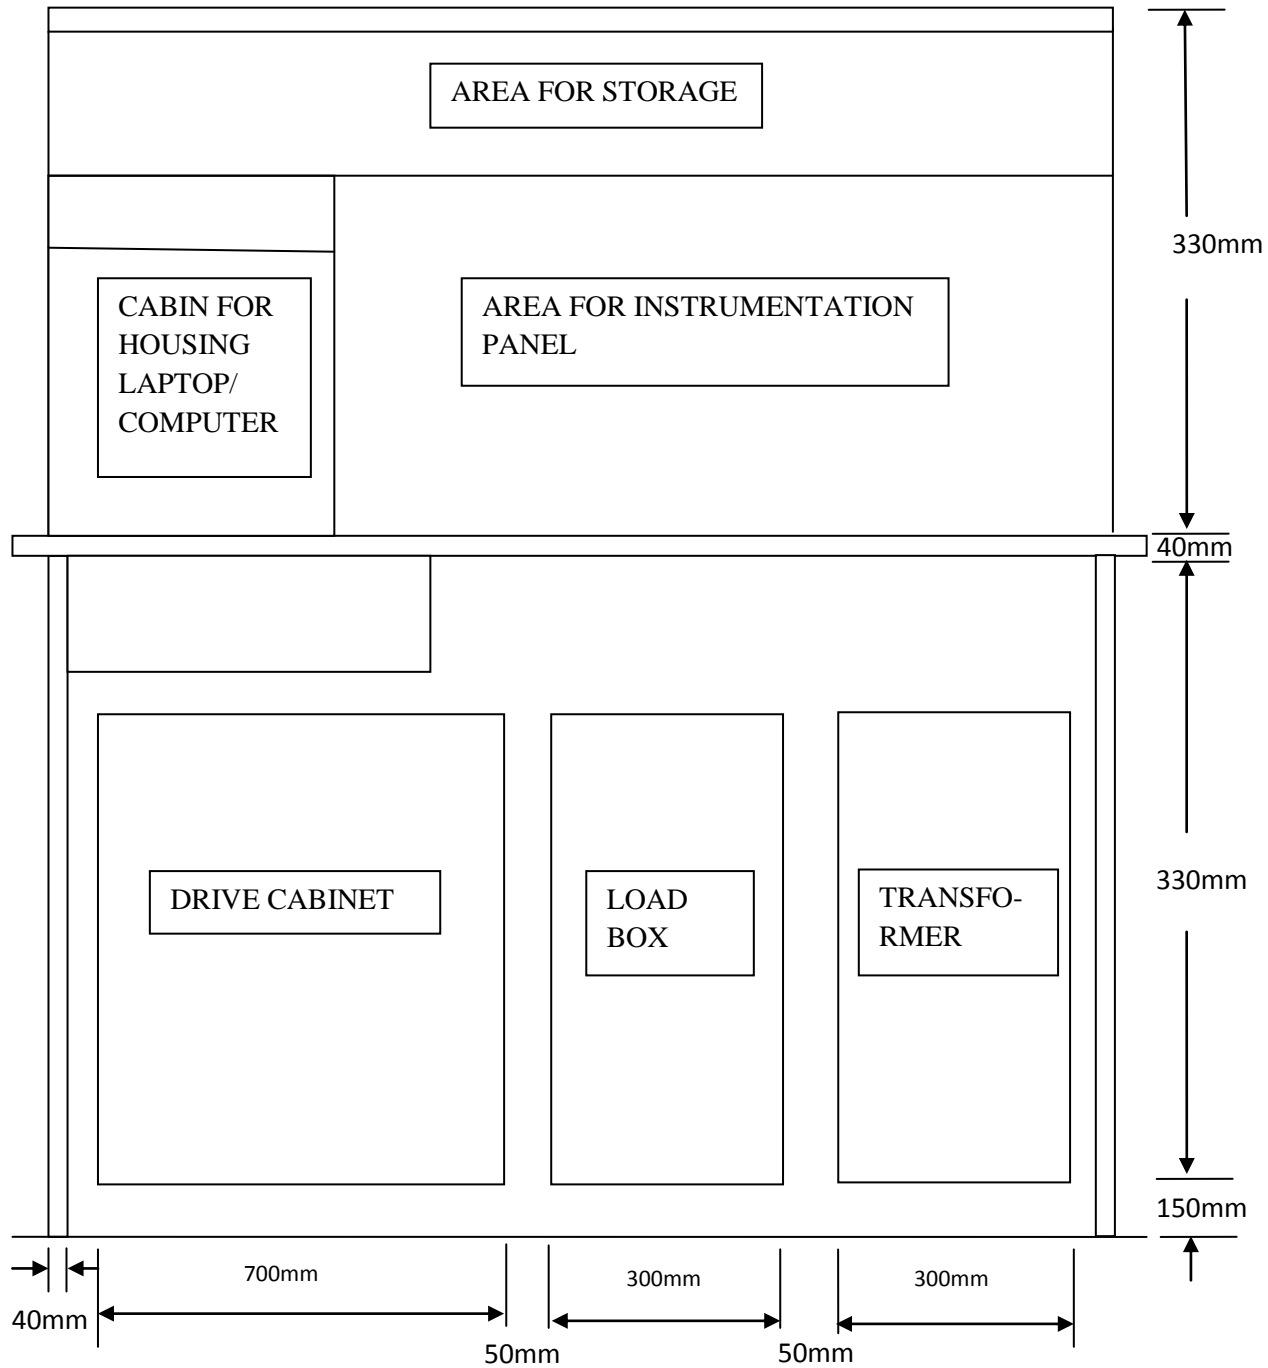 AREA FOR STORAGE
330mm
CABIN FOR
HOUSING
LAPTOP/
COMPUTER
AREA FOR INSTRUMENTATION
PANEL
40mm
330mm
DRIVE CABINET
LOAD
BOX
TRANSFO-
RMER
150mm
700mm
300mm
300mm
40mm
50mm
50mm